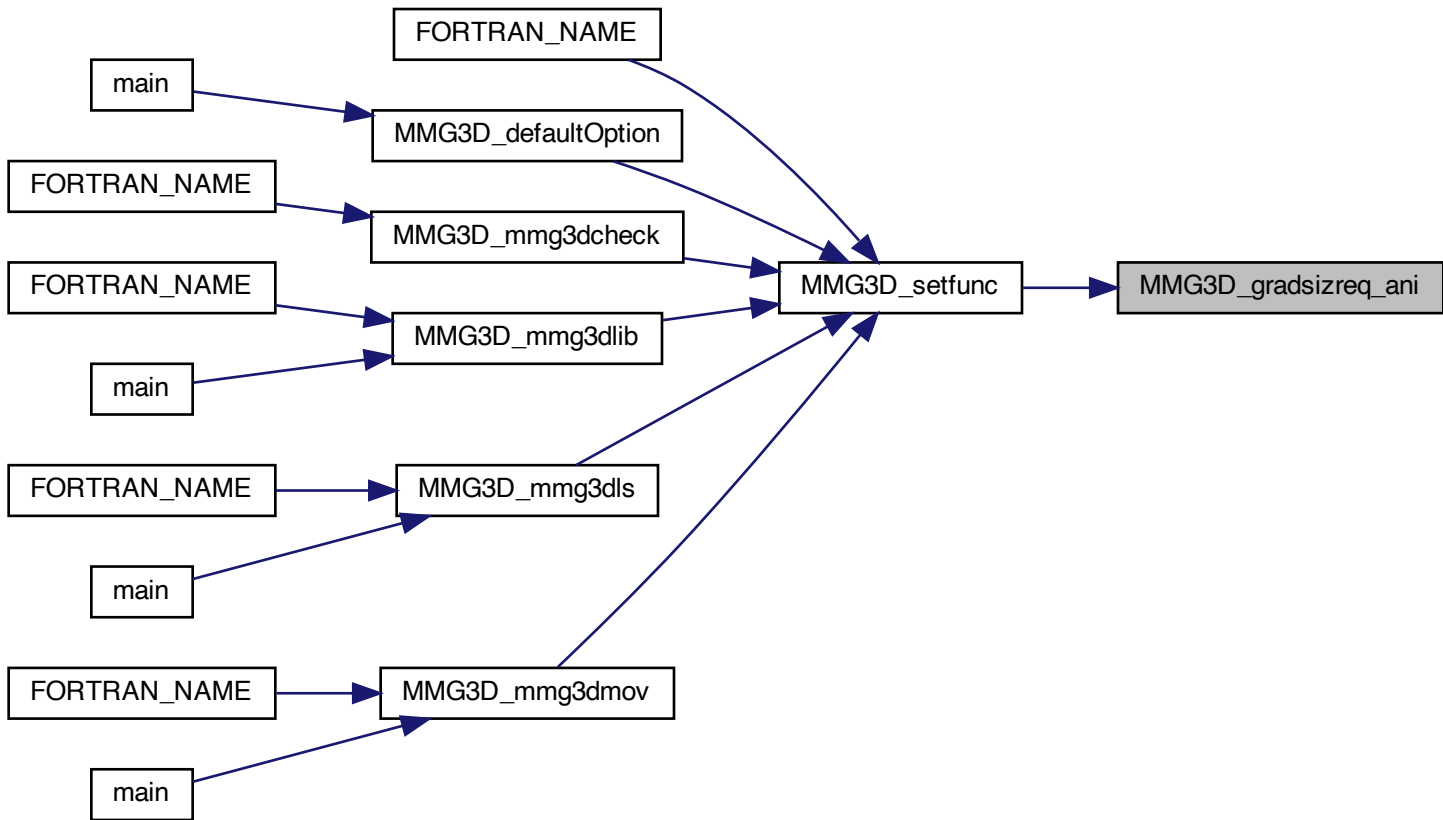 FORTRAN_NAME
main
MMG3D_defaultOption
FORTRAN_NAME
MMG3D_mmg3dcheck
FORTRAN_NAME
MMG3D_setfunc
MMG3D_gradsizreq_ani
MMG3D_mmg3dlib
main
FORTRAN_NAME
MMG3D_mmg3dls
main
FORTRAN_NAME
MMG3D_mmg3dmov
main